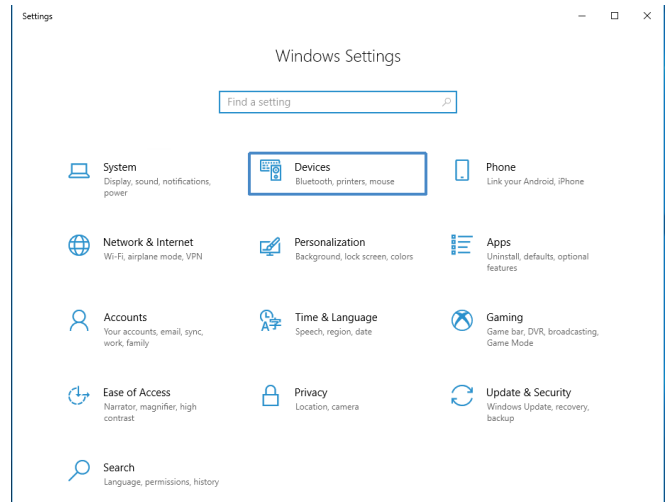 Settings
Windows Settings
Find a setting
System
Display, sound, notifications,
power
Devices
Bluetooth, printers, mouse
Phone
Link your Android, iPhone
Network & Internet
Wi-Fi, airplane mode, VPN
Personalization
Background, lock screen, colors
Apps
Uninstall, defaults, optional
features
Accounts
Your accounts, email, sync,
work, family
Time & Language
Speech, region, date
Gaming
Game bar, DVR, broadcasting,
Game Mode
Ease of Access
Narrator, magnifier, high
contrast
Privacy
Location, camera
Update & Security
Windows Update, recovery,
backup
Search
Language, permissions, history